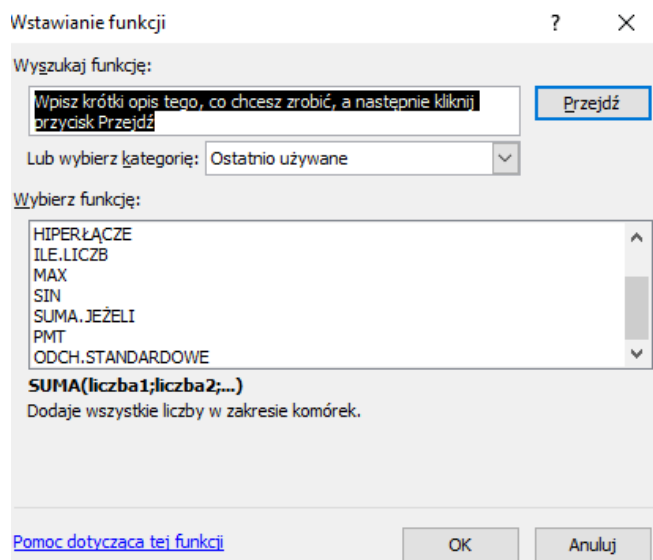 Wstawianie funkcji ?
Wyszukaj funkcję:
Wpisz krótki opis tego, co chcesz zrobić, a następnie kliknij
przycisk Przejdź
Przejdź
Lub wybierz kategorię: Ostatnio używane
Wybierz funkcję:
HIPERŁĄCZE
ILE.LICZB
MAX
SIN
SUMA.JEŻELI
PMT
ODCH.STANDARDOWE
SUMA(liczba1;liczba2;...)
Dodaje wszystkie liczby w zakresie komórek.
Pomoc dotycząca tej funkcji
OK
Anuluj